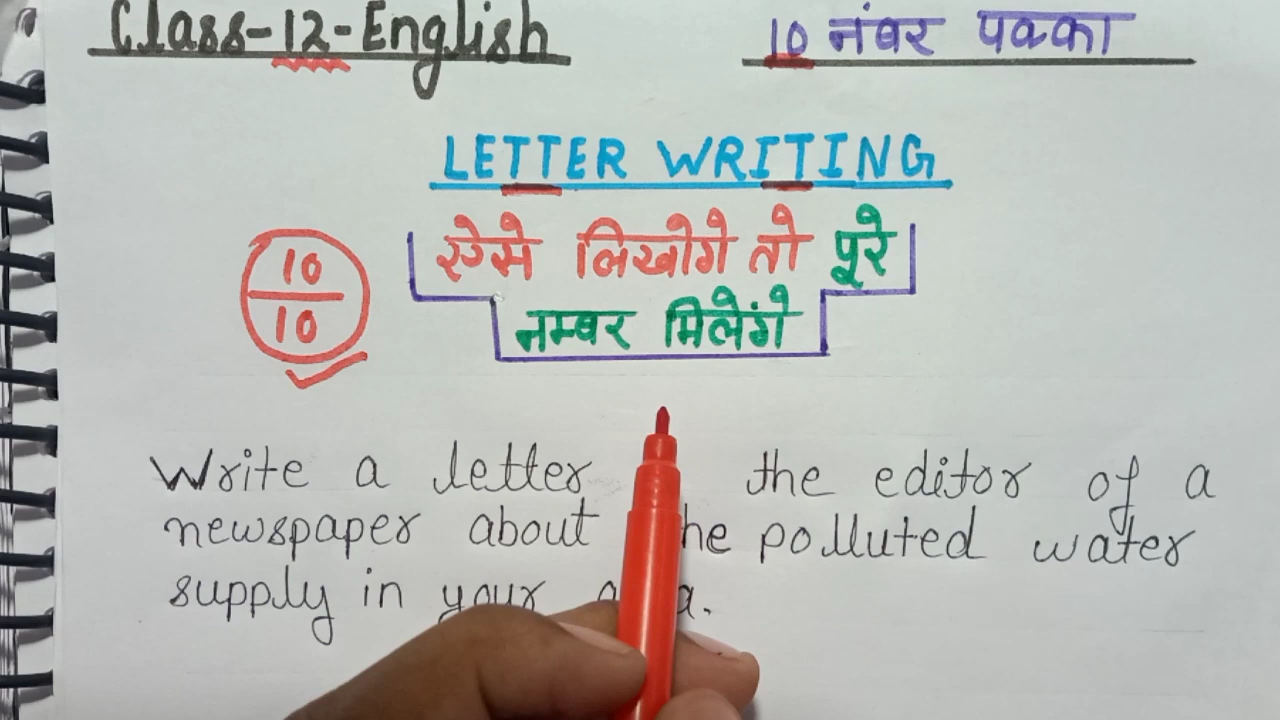 Class-12-English
10 नंबर पक्का
LETTER WRITING
ऐसे लिखोगे तो पूरे
नम्बर मिलेंगे
10
10
Write a letter the editor of a
newspaper about the polluted water
supply in your